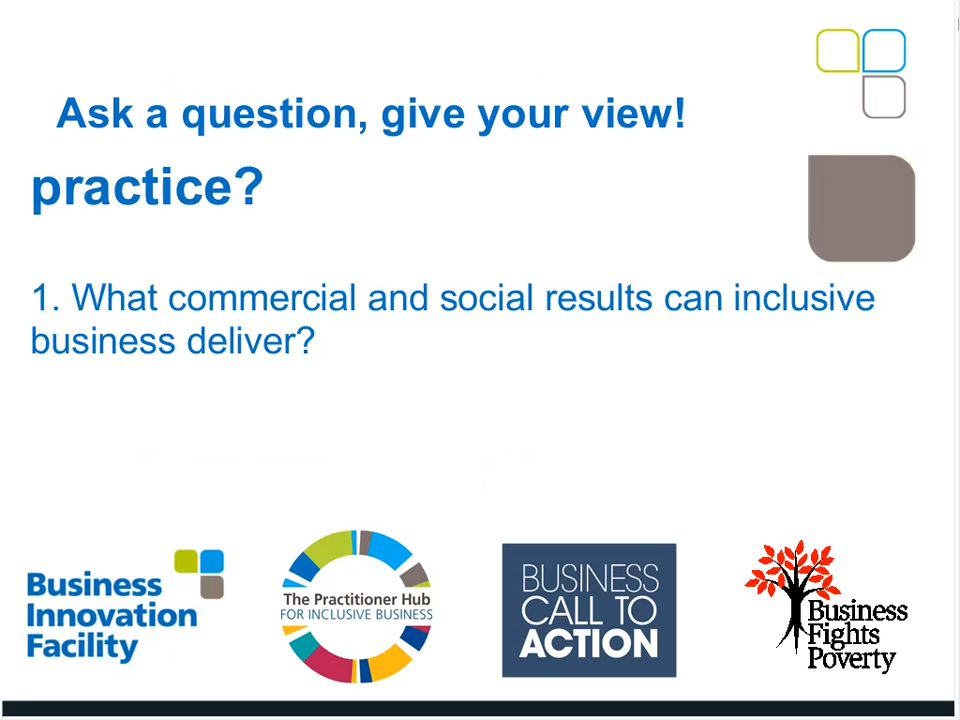 Ask a question, give your view!
practice?
1. What commercial and social results can inclusive
business deliver?
Business
Innovation
Facility
The Practitioner Hub
FOR INCLUSIVE BUSINESS
BUSINESS
CALL TO
ACTION
Business
Fights
Poverty